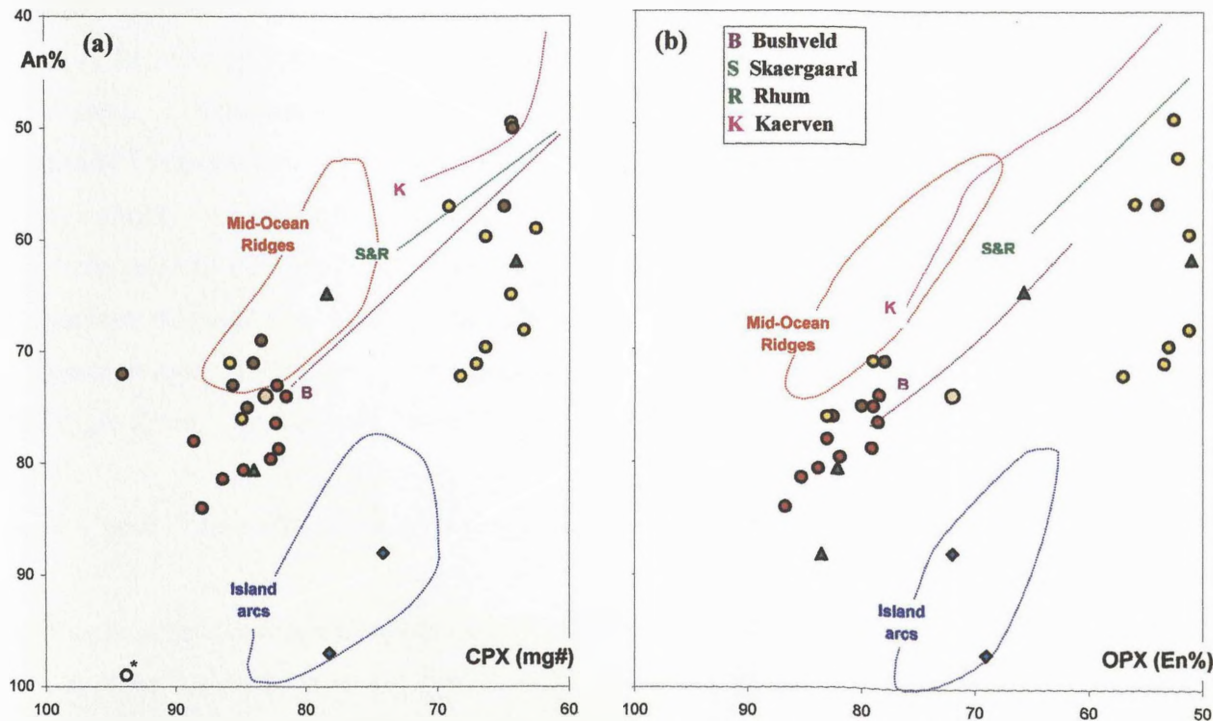 40
50
60
70
80
90
100
An%
(a)
K
Mid-Ocean
Ridges
S&R
B
Island
arcs
*
CPX (mg#)
100
90
80
70
60
(b)
B Bushveld
S Skaergaard
R Rhum
K Kaerven
S&R
K
Mid-Ocean
Ridges
B
Island
arcs
OPX (En%)
100
90
80
70
60
50